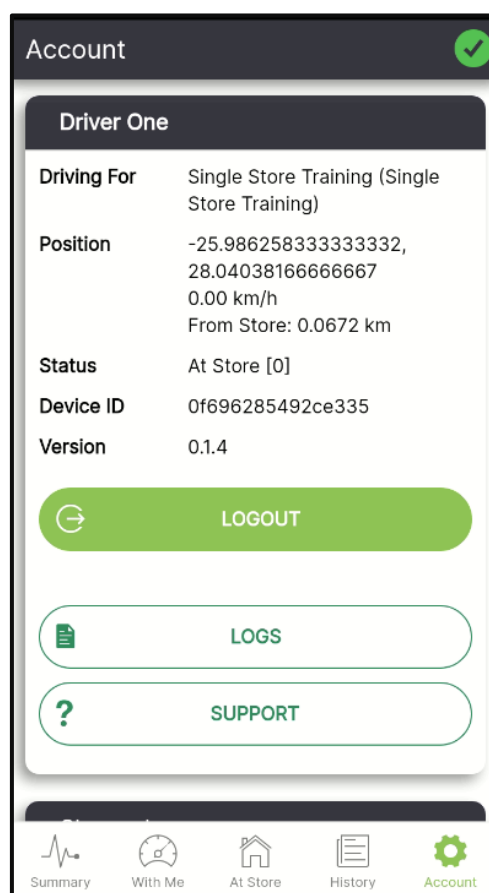 Account
Driver One
Driving For
Single Store Training (Single
Store Training)
Position
-25.986258333333332,
28.04038166666667
0.00 km/h
From Store: 0.0672 km
Status
At Store [0]
Device ID
0f696285492ce335
Version
0.1.4
LOGOUT
LOGS
? SUPPORT
Summary
With Me
At Store
History
Account